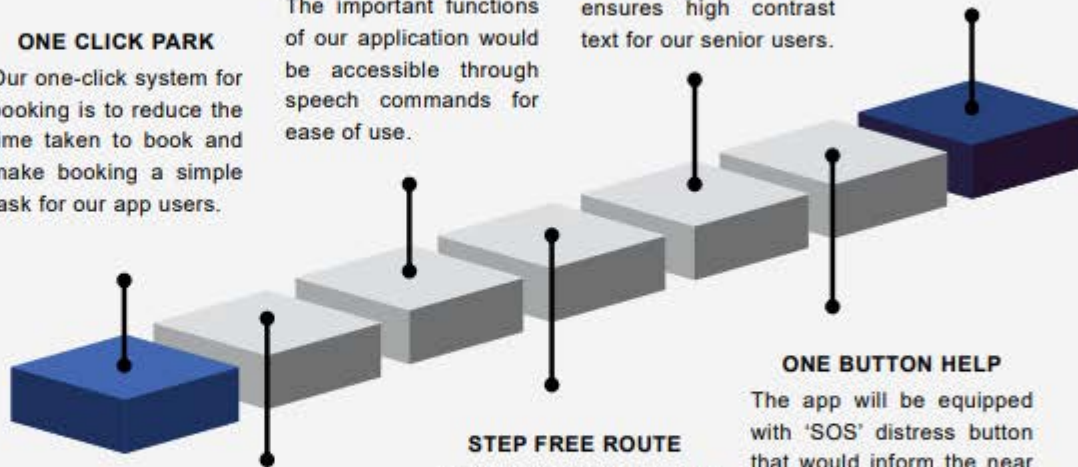 ONE CLICK PARK
Our one-click system for
booking is to reduce the
time taken to book and
make booking a simple
task for our app users.
The important functions
of our application would
be accessible through
speech commands for
ease of use.
ensures high contrast
text for our senior users.
STEP FREE ROUTE
ONE BUTTON HELP
The app will be equipped
with ‘SOS’ distress button
that would inform the near